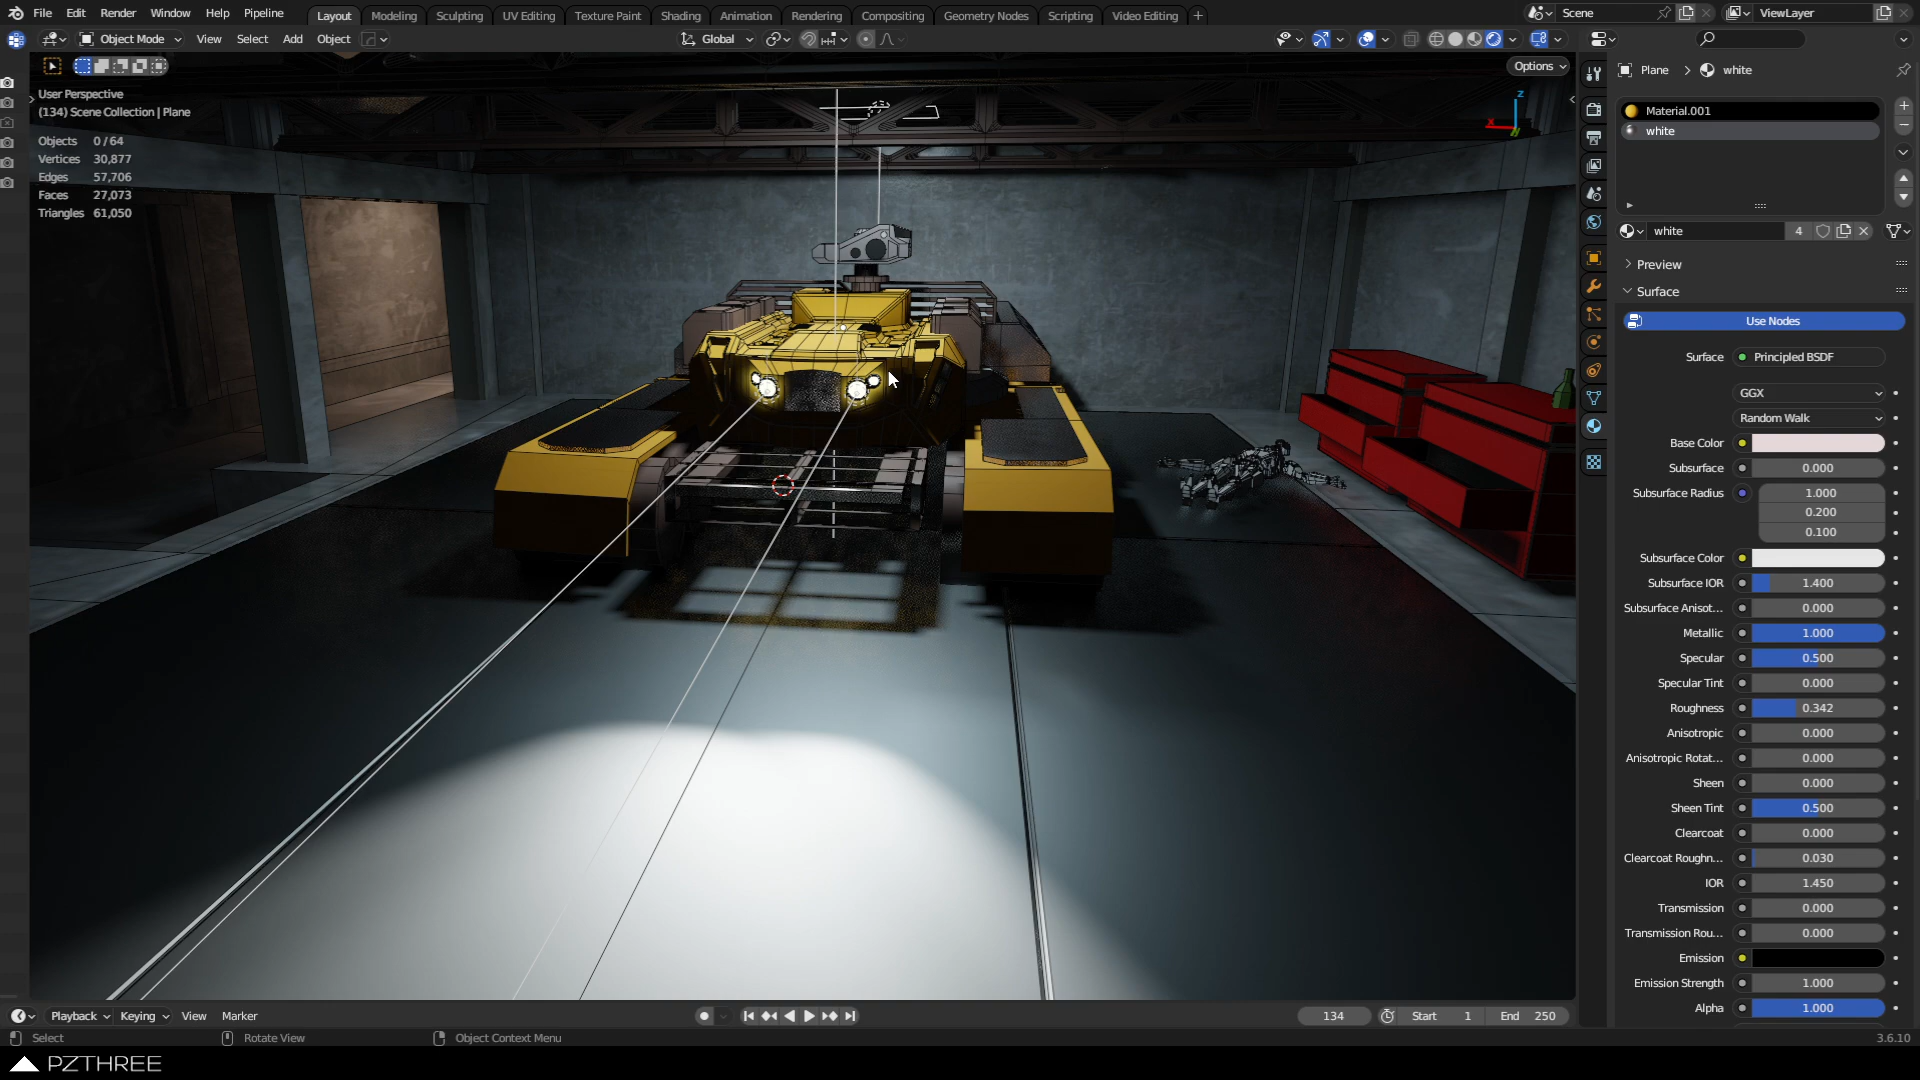 File Edit Render Window Help Pipeline Layout Modeling Sculpting UV Editing Texture Paint Shading Animation Rendering Compositing Geometry Nodes Scripting Video Editing + Scene ViewLayer
Object Mode View Select Add Object Global
Options
User Perspective
(134) Scene Collection | Plane
Objects 0/64
Vertices 30,877
Edges 57,706
Faces 27,073
Triangles 61,050
Z
X
Y
Plane > white
Material.001
white
white 4
Preview
Surface
Use Nodes
Surface Principled BSDF
GGX
Random Walk
Base Color
Subsurface 0.000
Subsurface Radius 1.000
0.200
0.100
Subsurface Color
Subsurface IOR 1.400
Subsurface Anisot... 0.000
Metallic 1.000
Specular 0.500
Specular Tint 0.000
Roughness 0.342
Anisotropic 0.000
Anisotropic Rotat... 0.000
Sheen 0.000
Sheen Tint 0.500
Clearcoat 0.000
Clearcoat Roughn... 0.030
IOR 1.450
Transmission 0.000
Transmission Rou... 0.000
Emission
Emission Strength 1.000
Alpha 1.000
Playback Keying View Marker 134 Start 1 End 250
Select Rotate View Object Context Menu 3.6.10
PZTHREE